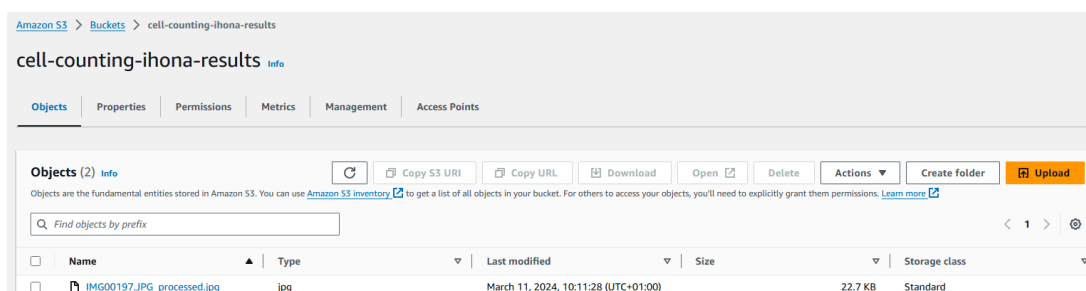 Amazon S3 > Buckets > cell-counting-ihona-results
cell-counting-ihona-results Info
Objects Properties Permissions Metrics Management Access Points
Objects (2) Info Copy S3 URI Copy URL Download Open Delete Actions Create folder Upload
Objects are the fundamental entities stored in Amazon S3. You can use Amazon S3 inventory to get a list of all objects in your bucket. For others to access your objects, you'll need to explicitly grant them permissions. Learn more
Find objects by prefix < 1 >
Name Type Last modified Size Storage class
IMG00197.JPG_processed.jpg jpg March 11, 2024, 10:11:28 (UTC+01:00) 22.7 KB Standard